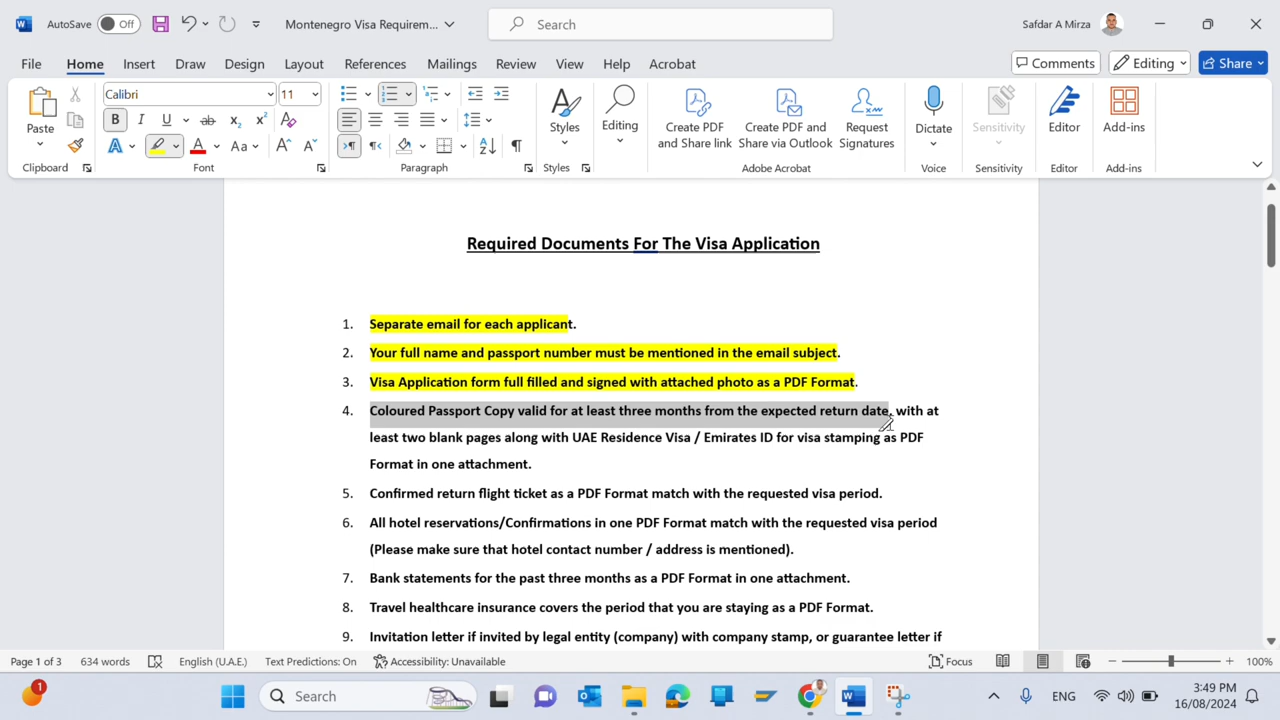 AutoSave Off Montenegro Visa Requirem... Search Safdar A Mirza
File Home Insert Draw Design Layout References Mailings Review View Help Acrobat Comments Editing Share
Calibri 11
Paste Styles Editing Create PDF and Share link Create PDF and Share via Outlook Request Signatures Dictate Sensitivity Editor Add-ins
Clipboard Font Paragraph Styles Adobe Acrobat Voice Sensitivity Editor Add-ins
Required Documents For The Visa Application
1. Separate email for each applicant.
2. Your full name and passport number must be mentioned in the email subject.
3. Visa Application form full filled and signed with attached photo as a PDF Format.
4. Coloured Passport Copy valid for at least three months from the expected return date, with at
least two blank pages along with UAE Residence Visa / Emirates ID for visa stamping as PDF
Format in one attachment.
5. Confirmed return flight ticket as a PDF Format match with the requested visa period.
6. All hotel reservations/Confirmations in one PDF Format match with the requested visa period
(Please make sure that hotel contact number / address is mentioned).
7. Bank statements for the past three months as a PDF Format in one attachment.
8. Travel healthcare insurance covers the period that you are staying as a PDF Format.
9. Invitation letter if invited by legal entity (company) with company stamp, or guarantee letter if
Page 1 of 3 634 words English (U.A.E.) Text Predictions: On Accessibility: Unavailable Focus 100%
1 Search ENG 3:49 PM
16/08/2024